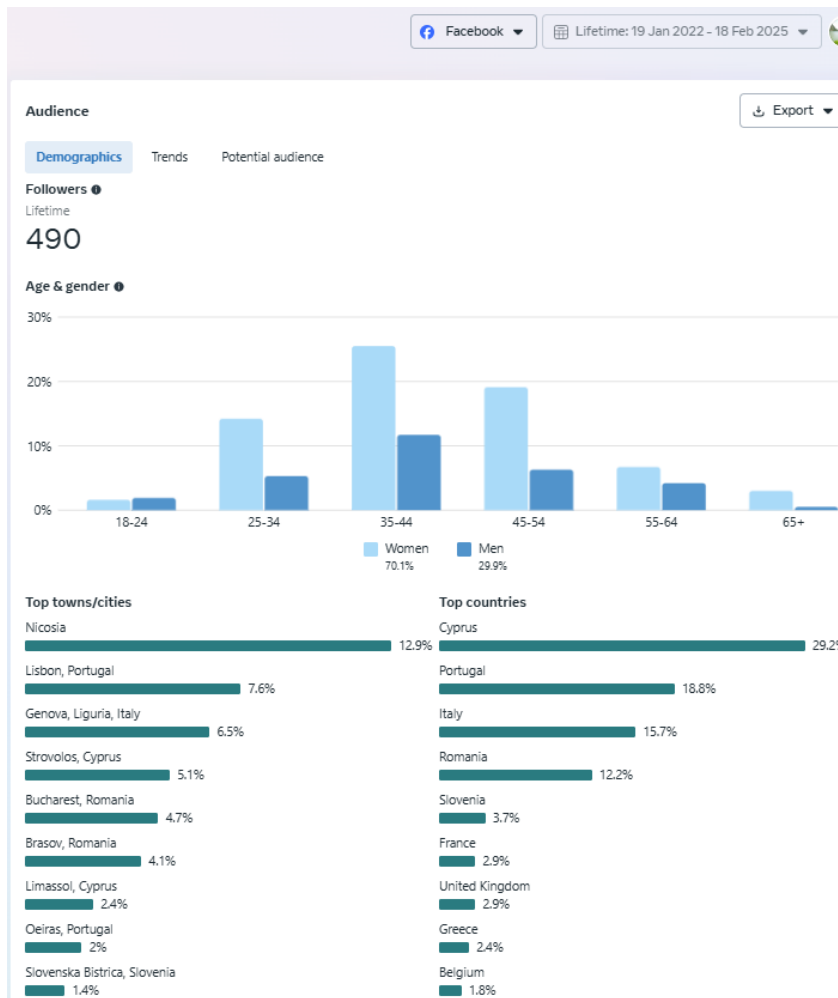 Facebook
Lifetime: 19 Jan 2022 - 18 Feb 2025
Audience
Export
Demographics Trends Potential audience
Followers
Lifetime
490
Age & gender
30%
20%
10%
0%
18-24 25-34 35-44 45-54 55-64 65+
Women Men
70.1% 29.9%
Top towns/cities
Nicosia
12.9%
Lisbon, Portugal
7.6%
Genova, Liguria, Italy
6.5%
Strovolos, Cyprus
5.1%
Bucharest, Romania
4.7%
Brasov, Romania
4.1%
Limassol, Cyprus
2.4%
Oeiras, Portugal
2%
Slovenska Bistrica, Slovenia
1.4%
Top countries
Cyprus
29.2%
Portugal
18.8%
Italy
15.7%
Romania
12.2%
Slovenia
3.7%
France
2.9%
United Kingdom
2.9%
Greece
2.4%
Belgium
1.8%